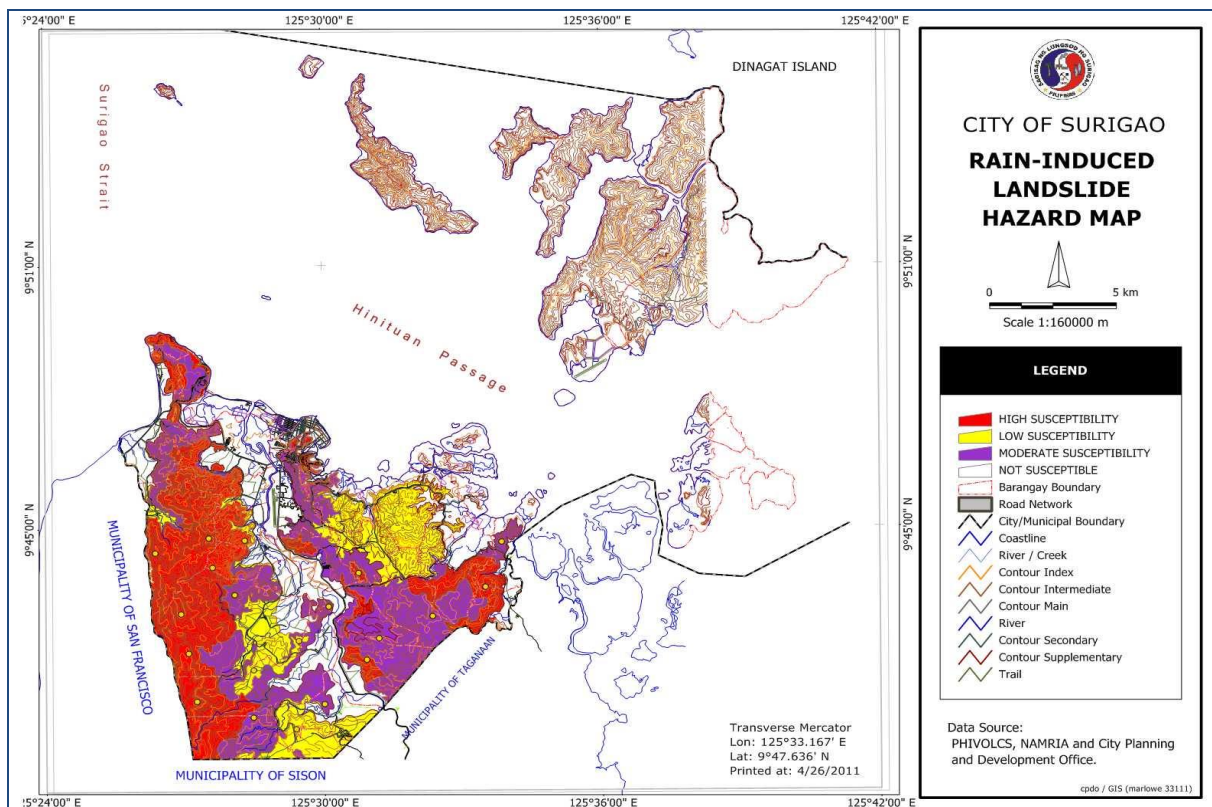 :5°24'00" E
125°30'00" E
125°36'00" E
125°42'00" E
DINAGAT ISLAND
Surigao Strait
9°51'00" N
9°51'00" N
Hinituan Passage
9°45'00" N
9°45'00" N
MUNICIPALITY OF SAN FRANCISCO
MUNICIPALITY OF TAGANAAN
MUNICIPALITY OF SISON
Transverse Mercator
Lon: 125°33.167' E
Lat: 9°47.636' N
Printed at: 4/26/2011
:5°24'00" E
125°30'00" E
125°36'00" E
125°42'00" E
CITY OF SURIGAO
RAIN-INDUCED
LANDSLIDE
HAZARD MAP
0 5 km
Scale 1:160000 m
LEGEND
HIGH SUSCEPTIBILITY
LOW SUSCEPTIBILITY
MODERATE SUSCEPTIBILITY
NOT SUSCEPTIBLE
Barangay Boundary
Road Network
City/Municipal Boundary
Coastline
River / Creek
Contour Index
Contour Intermediate
Contour Main
River
Contour Secondary
Contour Supplementary
Trail
Data Source:
PHIVOLCS, NAMRIA and City Planning
and Development Office.
cpdo / GIS (marlowe 33111)